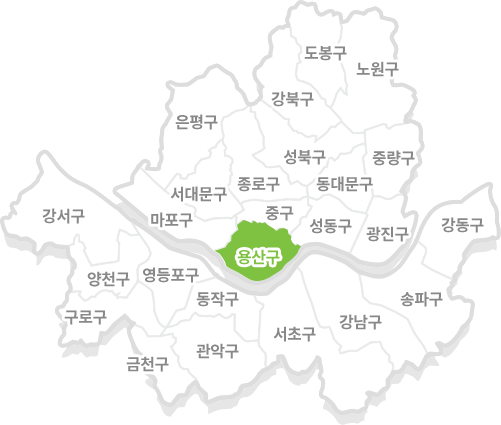 도봉구
노원구
강북구
은평구
성북구
중량구
서대문구
종로구
동대문구
마포구
중구
성동구
광진구
강동구
강서구
용산구
양천구
영등포구
동작구
송파구
구로구
서초구
강남구
금천구
관악구